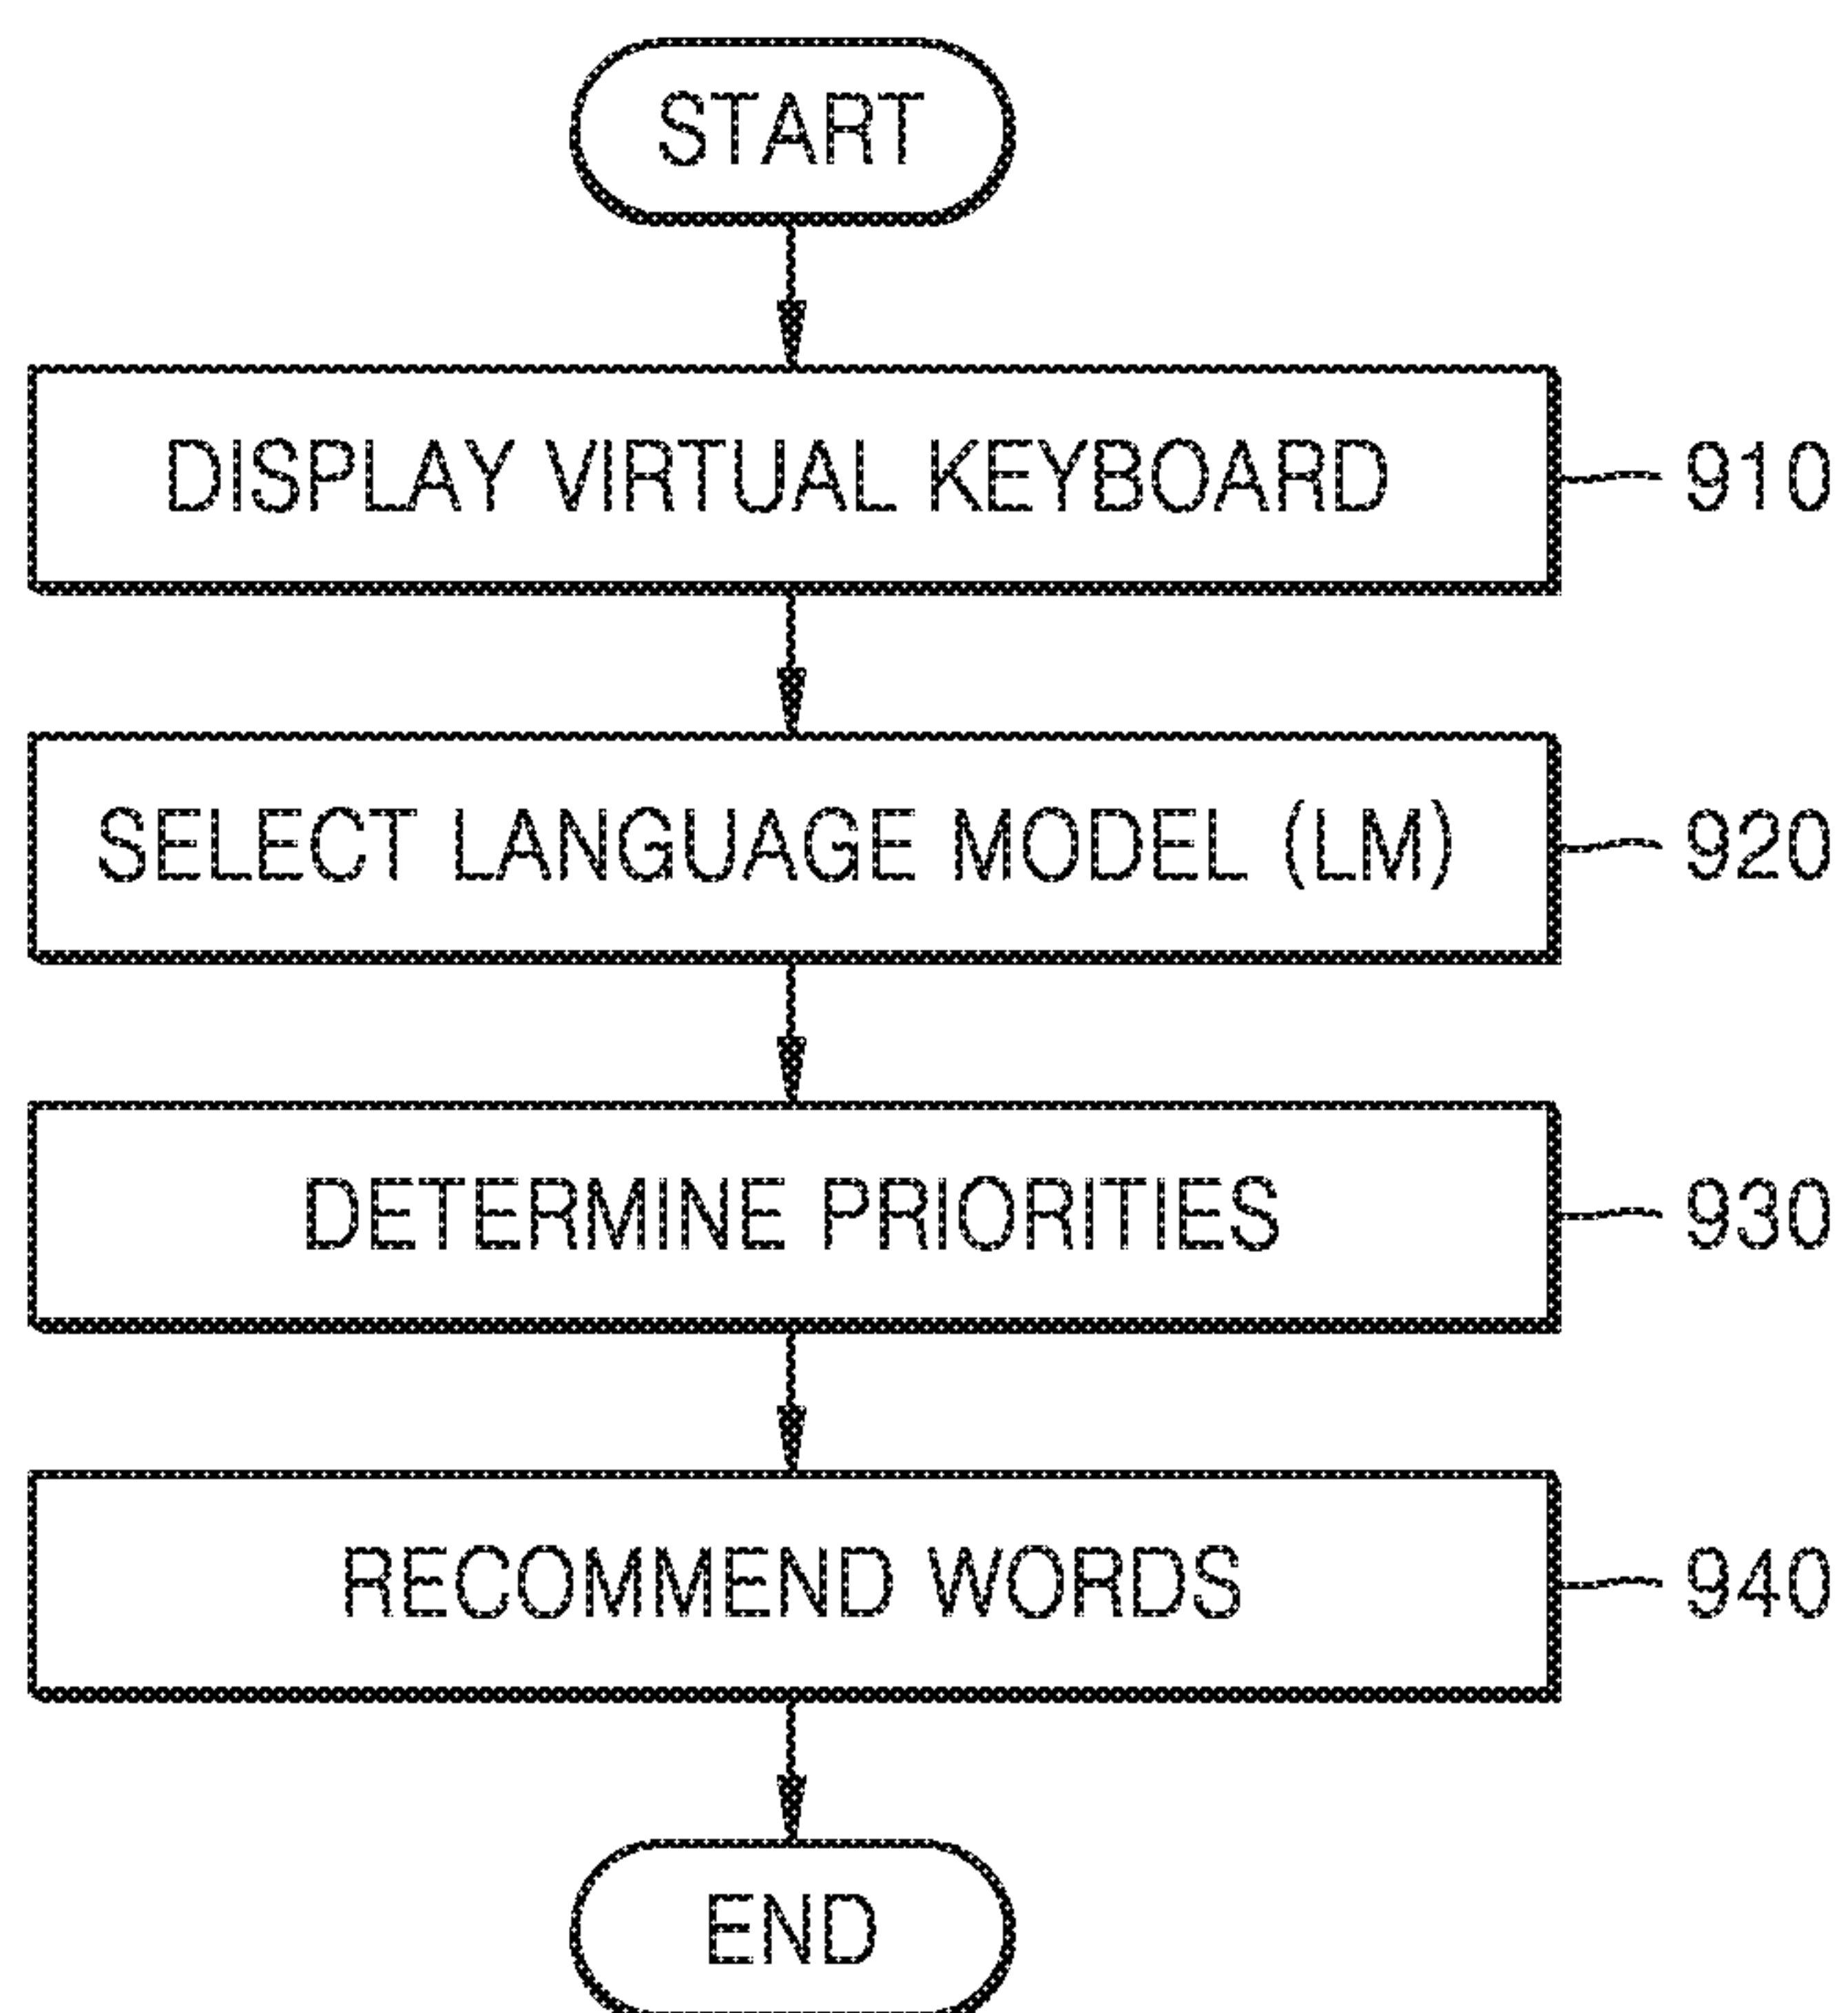 START
DISPLAY VIRTUAL KEYBOARD
910
SELECT LANGUAGE MODEL (LM)
920
DETERMINE PRIORITIES
930
RECOMMEND WORDS
940
END